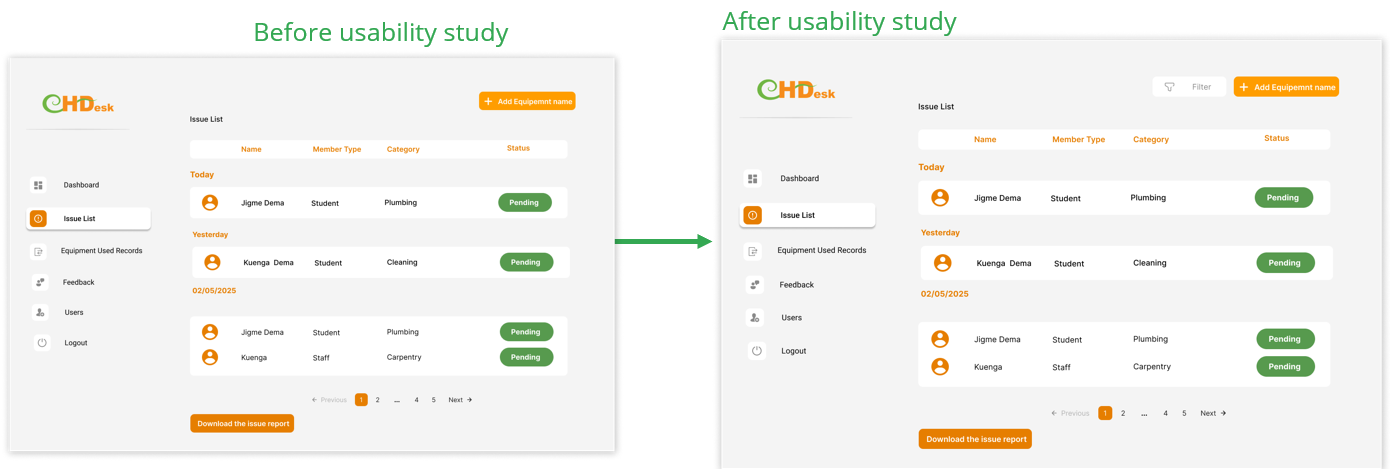 Before usability study
CHDesk
+ Add Equipemnt name
Issue List
Name Member Type Category Status
Today
Dashboard
Jigme Dema Student Plumbing Pending
Issue List
Yesterday
Equipment Used Records
Kuenga Dema Student Cleaning Pending
Feedback
02/05/2025
Users
Jigme Dema Student Plumbing Pending
Logout
Kuenga Staff Carpentry Pending
← Previous 1 2 ... 4 5 Next →
Download the issue report
After usability study
CHDesk
Filter + Add Equipemnt name
Issue List
Name Member Type Category Status
Today
Dashboard
Jigme Dema Student Plumbing Pending
Issue List
Yesterday
Equipment Used Records
Kuenga Dema Student Cleaning Pending
Feedback
02/05/2025
Users
Jigme Dema Student Plumbing Pending
Logout
Kuenga Staff Carpentry Pending
← Previous 1 2 ... 4 5 Next →
Download the issue report